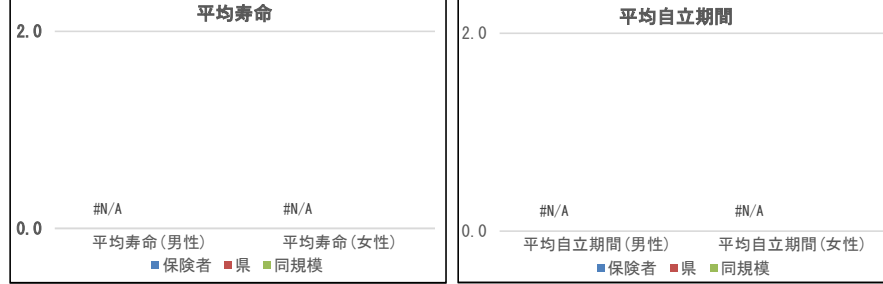 平均寿命
2.0
#N/A #N/A
0.0
平均寿命(男性) 平均寿命(女性)
■保険者 ■県 ■同規模
平均自立期間
2.0
#N/A #N/A
0.0
平均自立期間(男性) 平均自立期間(女性)
■保険者 ■県 ■同規模